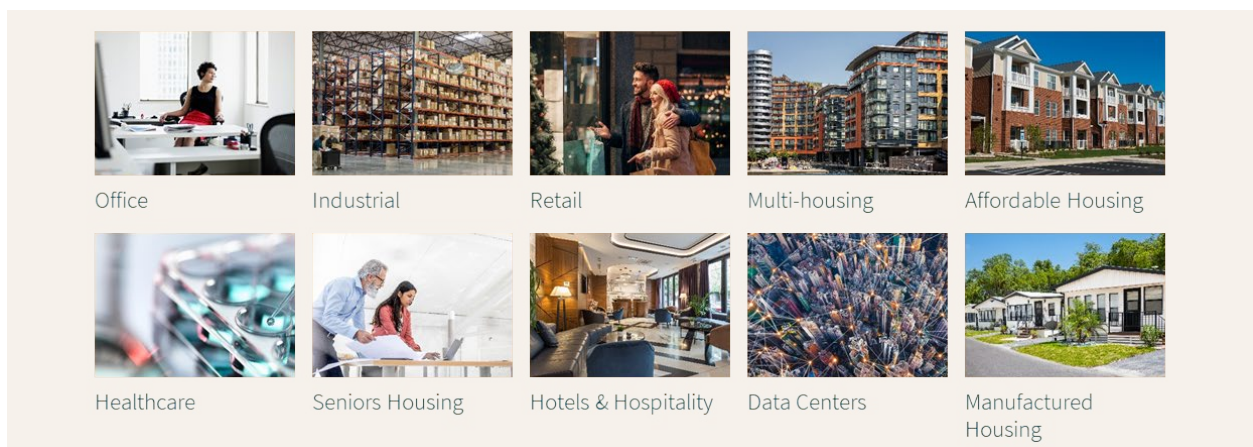 Office
Industrial
Retail
Multi-housing
Affordable Housing
Healthcare
Seniors Housing
Hotels & Hospitality
Data Centers
Manufactured
Housing